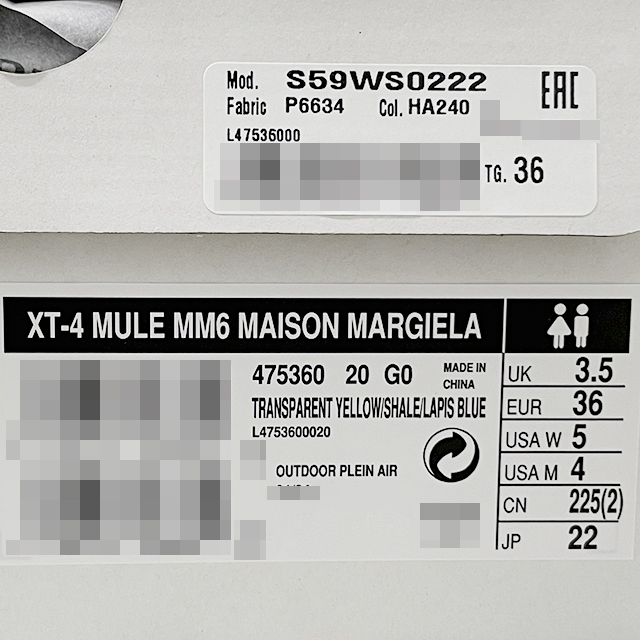 Mod. S59WS0222
EAC
Fabric P6634 Col. HA240
L47536000
TG. 36
XT-4 MULE MM6 MAISON MARGIELA
475360 20 G0
MADE IN
CHINA
TRANSPARENT YELLOW/SHALE/LAPIS BLUE
L4753600020
OUTDOOR PLEIN AIR
UK 3.5
EUR 36
USA W 5
USA M 4
CN 225(2)
JP 22